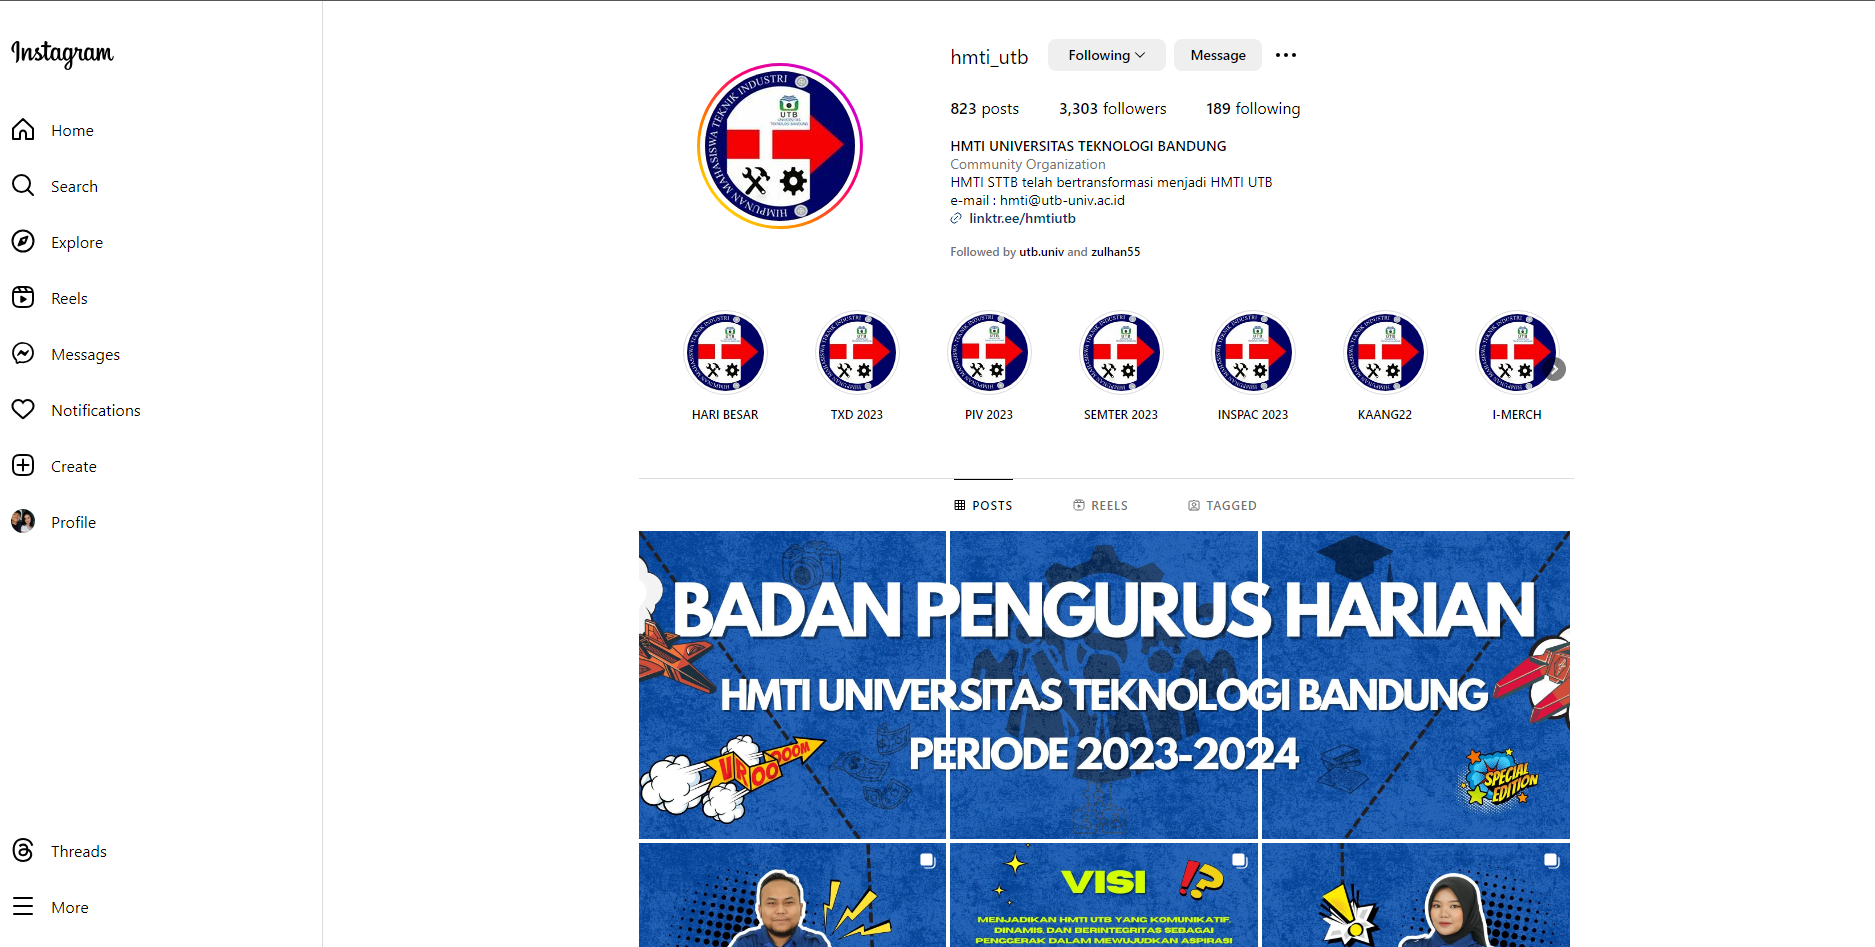 Instagram
Home
Search
Explore
Reels
Messages
Notifications
Create
Profile
Threads
More
hmti_utb
Following
Message
823 posts
3,303 followers
189 following
HMTI UNIVERSITAS TEKNOLOGI BANDUNG
Community Organization
HMTI STTB telah bertransformasi menjadi HMTI UTB
e-mail : hmti@utb-univ.ac.id
linktr.ee/hmtiutb
Followed by utb.univ and zulhan55
HIMPUNAN MAHASISWA TEKNIK INDUSTRI
UTB
UNIVERSITAS
TEKNOLOGI BANDUNG
HARI BESAR
TXD 2023
PIV 2023
SEMTER 2023
INSPAC 2023
KAANG22
I-MERCH
POSTS
REELS
TAGGED
BADAN PENGURUS HARIAN
HMTI UNIVERSITAS TEKNOLOGI BANDUNG
PERIODE 2023-2024
VROOOOOM
SPECIAL
EDITION
VISI
MENJADIKAN HMTI UTB YANG KOMUNIKATIF,
DINAMIS, DAN BERINTEGRITAS SEBAGAI
PENGGERAK DALAM MEWUJUDKAN ASPIRASI